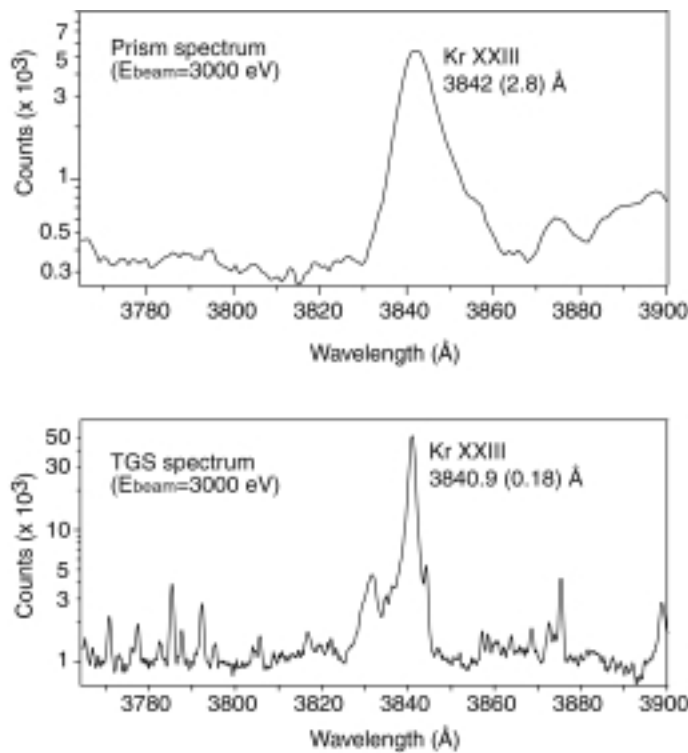 7
5
3
1
0.5
0.3
Counts (x 10³)
Prism spectrum
(Ebeam=3000 eV)
Kr XXIII
3842 (2.8) Å
3780 3800 3820 3840 3860 3880 3900
Wavelength (Å)
50
30
10
5
3
1
Counts (x 10³)
TGS spectrum
(Ebeam=3000 eV)
Kr XXIII
3840.9 (0.18) Å
3780 3800 3820 3840 3860 3880 3900
Wavelength (Å)